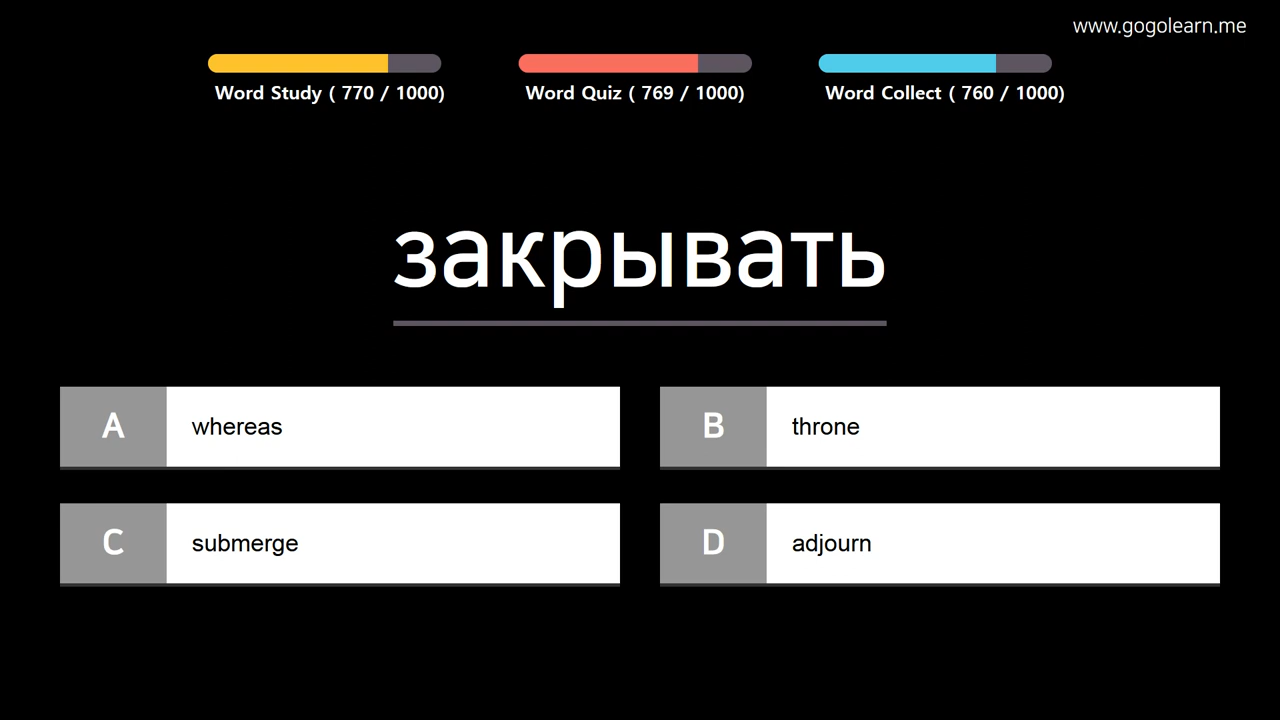 www.gogolearn.me
Word Study ( 770 / 1000)
Word Quiz ( 769 / 1000)
Word Collect ( 760 / 1000)
закрывать
A whereas
B throne
C submerge
D adjourn